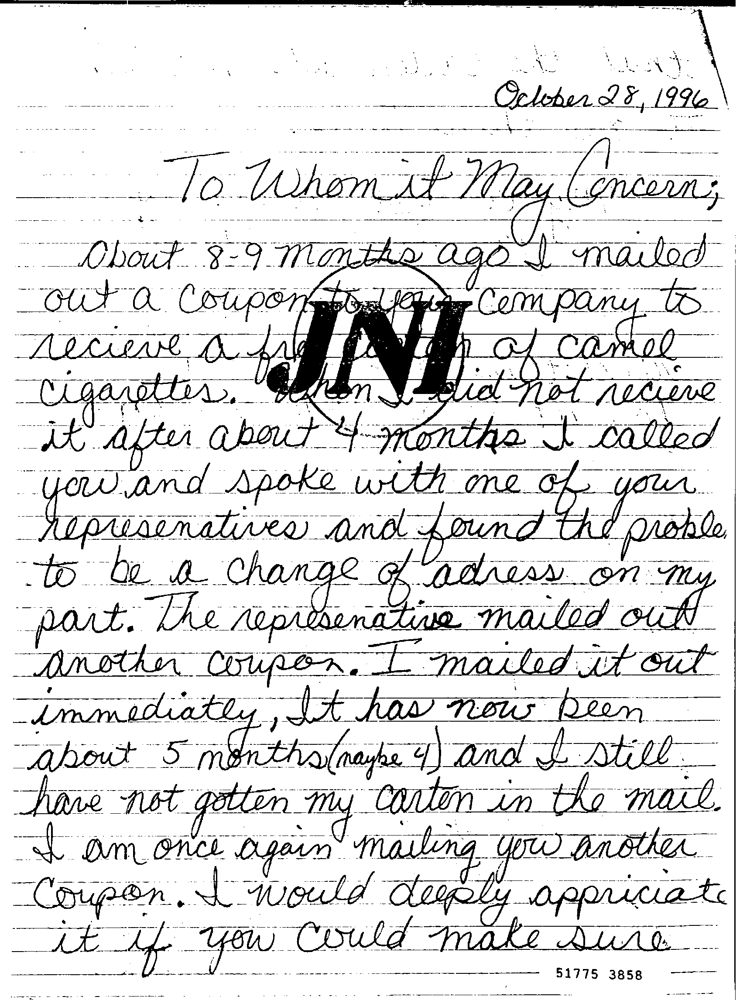 October 28, 1996
To Whom it May Concern;
About 8-9 months ago I mailed
out a coupon to your company to
recieve a free carton of camel
cigarettes. When I did not recieve
JNI
it after about 4 months I called
you and spoke with one of your
represenatives and found the proble
to be a change of adress on my
part. The represenative mailed out
another coupon. I mailed it out
immediatly, It has now been
about 5 months (maybe 4) and I still
have not gotten my carton in the mail.
I am once again mailing you another
Coupon. I would deeply appriciate
it if you could make sure
51775 3858